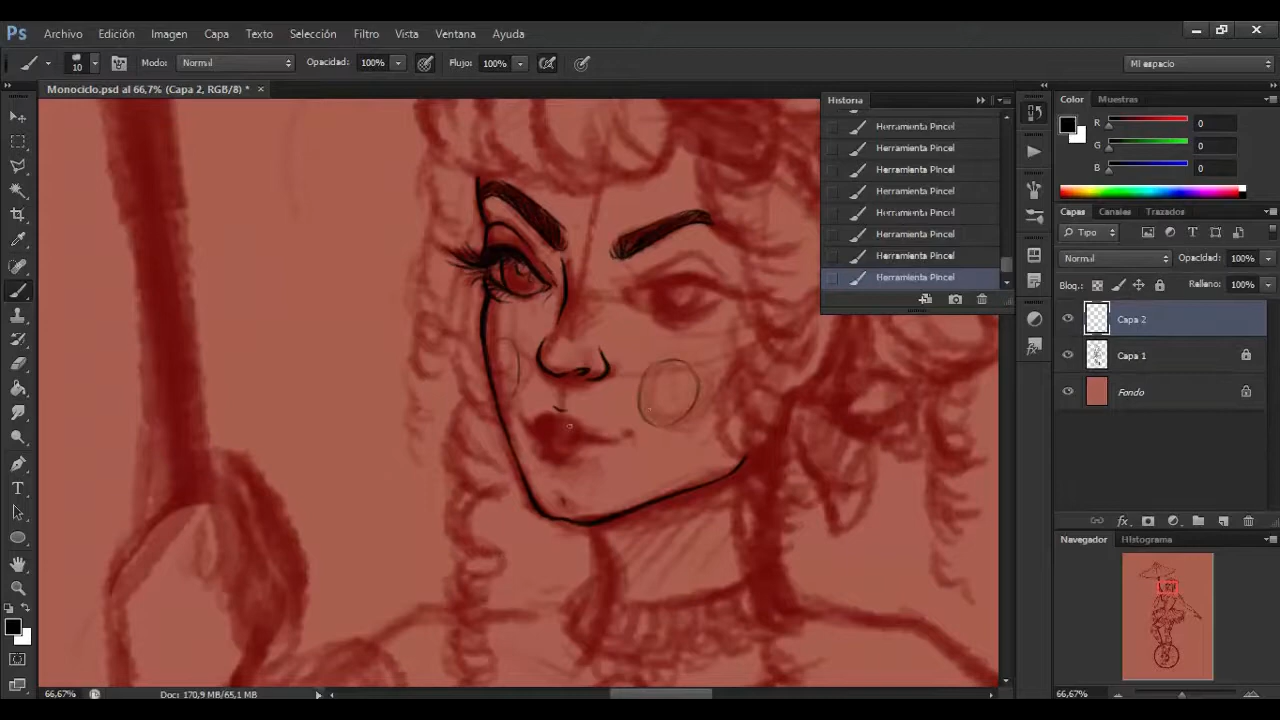 Ps Archivo Edición Imagen Capa Texto Selección Filtro Vista Ventana Ayuda
10 Modo: Normal Opacidad: 100% Flujo: 100% Mi espacio
Monociclo.psd al 66,7% (Capa 2, RGB/8) *
Historia
Herramienta Pincel
Herramienta Pincel
Herramienta Pincel
Herramienta Pincel
Herramienta Pincel
Herramienta Pincel
Herramienta Pincel
Herramienta Pincel
Color Muestras
R 0
G 0
B 0
Capas Canales Trazados
Tipo
Normal Opacidad: 100%
Bloq.: Relleno: 100%
Capa 2
Capa 1
Fondo
fx
Navegador Histograma
66,67%
66,67% Doc: 170,9 MB/65,1 MB